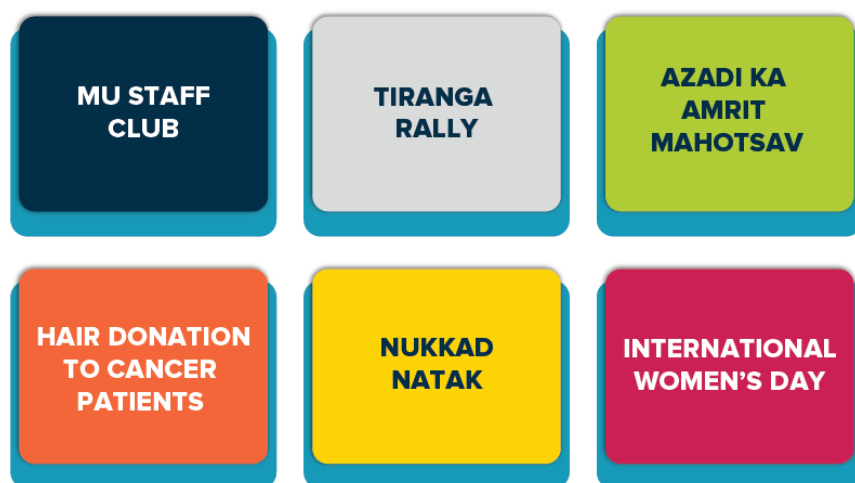 MU STAFF
CLUB
TIRANGA
RALLY
AZADI KA
AMRIT
MAHOTSAV
HAIR DONATION
TO CANCER
PATIENTS
NUKKAD
NATAK
INTERNATIONAL
WOMEN'S DAY